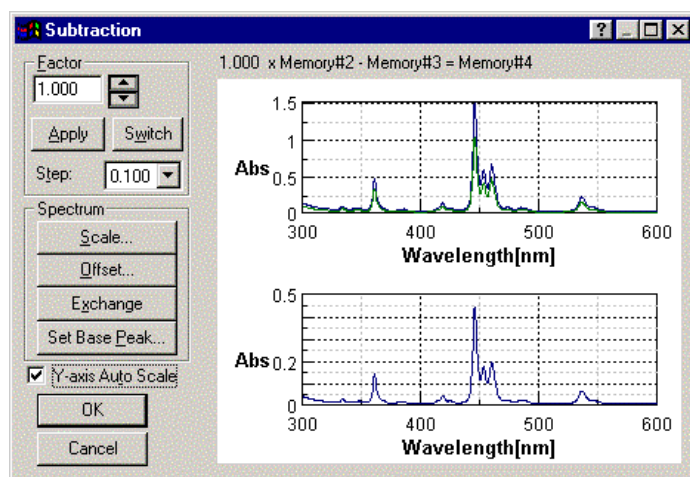 Subtraction
Factor
1.000
Apply Switch
Step: 0.100
Spectrum
Scale...
Offset...
Exchange
Set Base Peak...
Y-axis Auto Scale
OK
Cancel
1.000 x Memory#2 - Memory#3 = Memory#4
1.5
1
Abs 0.5
0
300 400 500 600
Wavelength[nm]
0.5
Abs 0.2
0
300 400 500 600
Wavelength[nm]